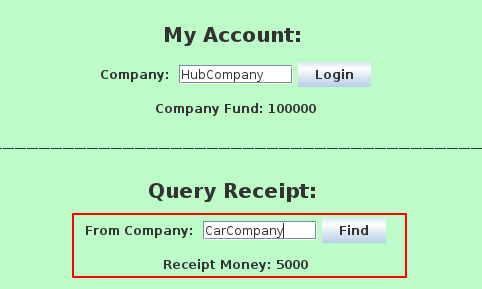 My Account:
Company: HubCompany Login
Company Fund: 100000
Query Receipt:
From Company: CarCompany Find
Receipt Money: 5000